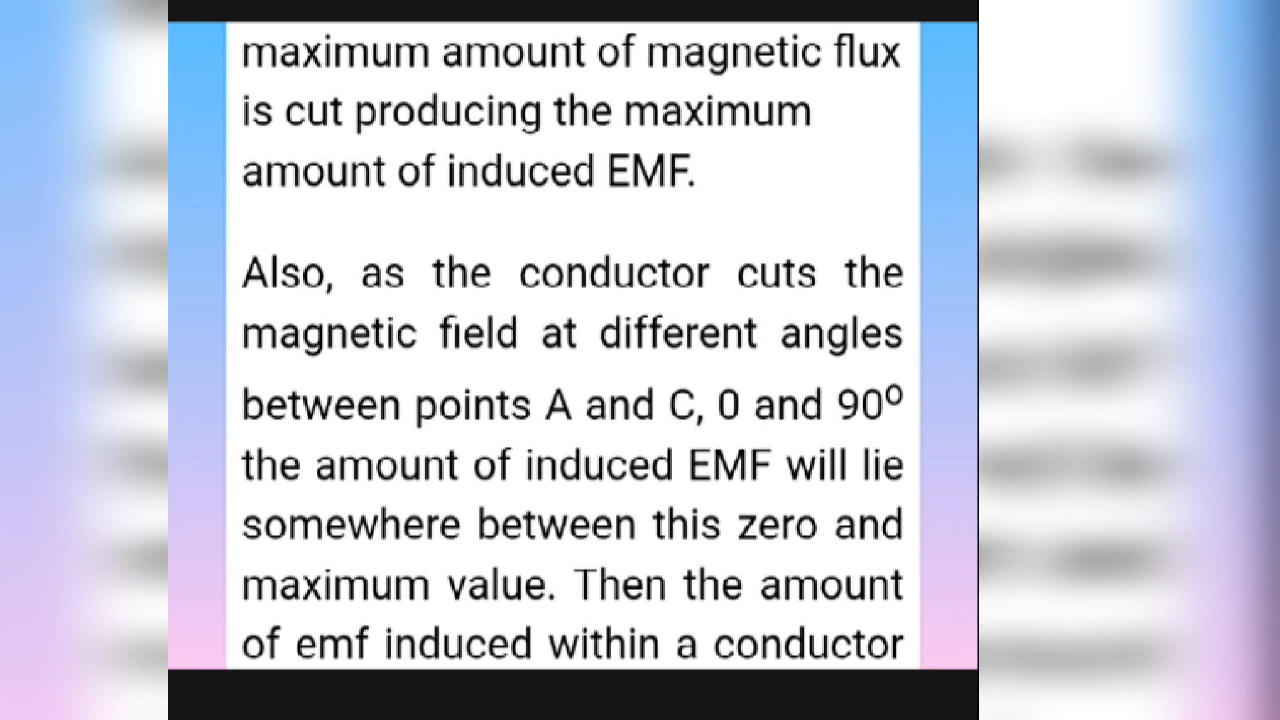 maximum amount of magnetic flux
is cut producing the maximum
amount of induced EMF.
Also, as the conductor cuts the
magnetic field at different angles
between points A and C, 0 and 90º
the amount of induced EMF will lie
somewhere between this zero and
maximum value. Then the amount
of emf induced within a conductor